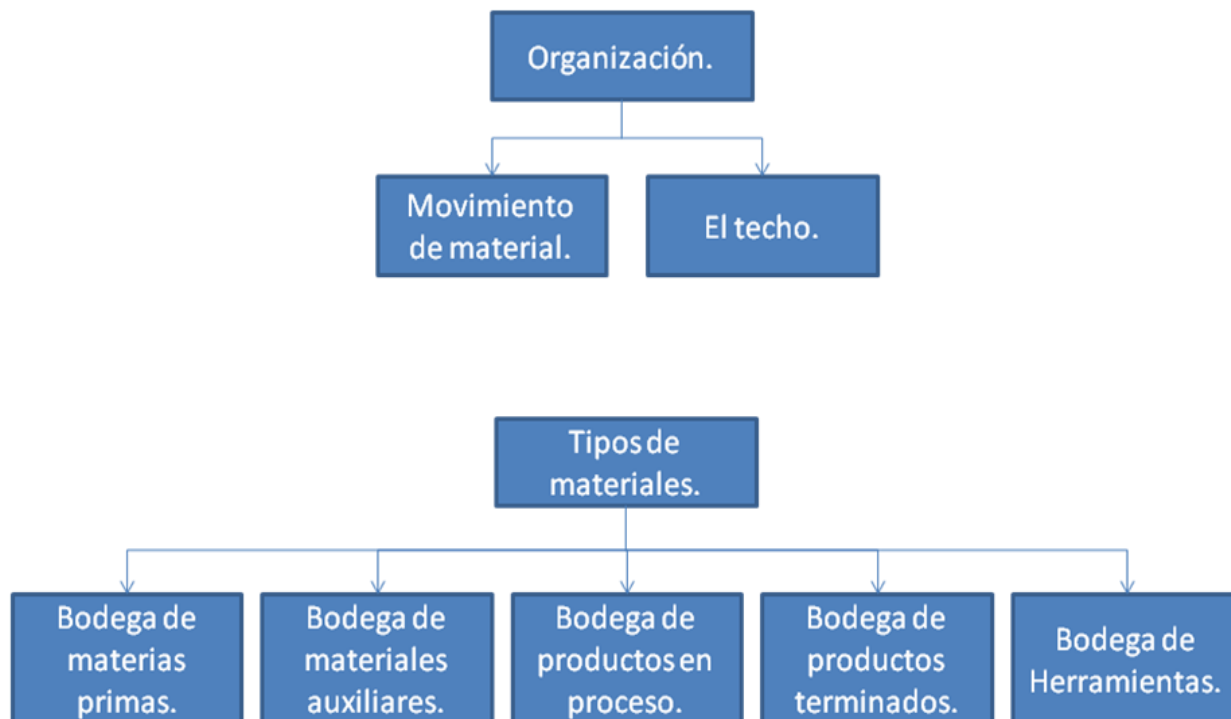 Organización.
Movimiento
de material.
El techo.
Tipos de
materiales.
Bodega de
materias
primas.
Bodega de
materiales
auxiliares.
Bodega de
productos en
proceso.
Bodega de
productos
terminados.
Bodega de
Herramientas.